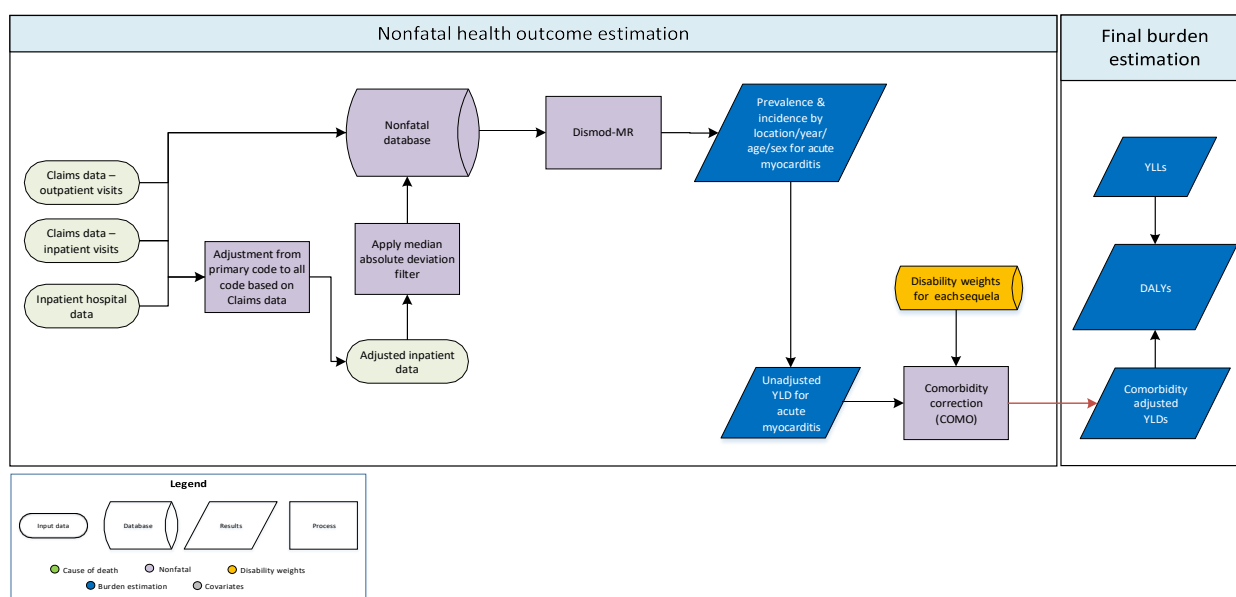 Nonfatal health outcome estimation
Final burden
estimation
Claims data –
outpatient visits
Claims data –
inpatient visits
Inpatient hospital
data
Adjustment from
primary code to all
code based on
Claims data
Nonfatal
database
Apply median
absolute deviation
filter
Adjusted inpatient
data
Dismod-MR
Prevalence &
incidence by
location/year/
age/sex for acute
myocarditis
Unadjusted
YLD for
acute
myocarditis
Disability weights
for eachsequela
Comorbidity
correction
(COMO)
YLLs
DALYs
Comorbidity
adjusted
YLDs
Legend
Input data
Database
Results
Process
Cause of death
Nonfatal
Disability weights
Burden estimation
Covariates